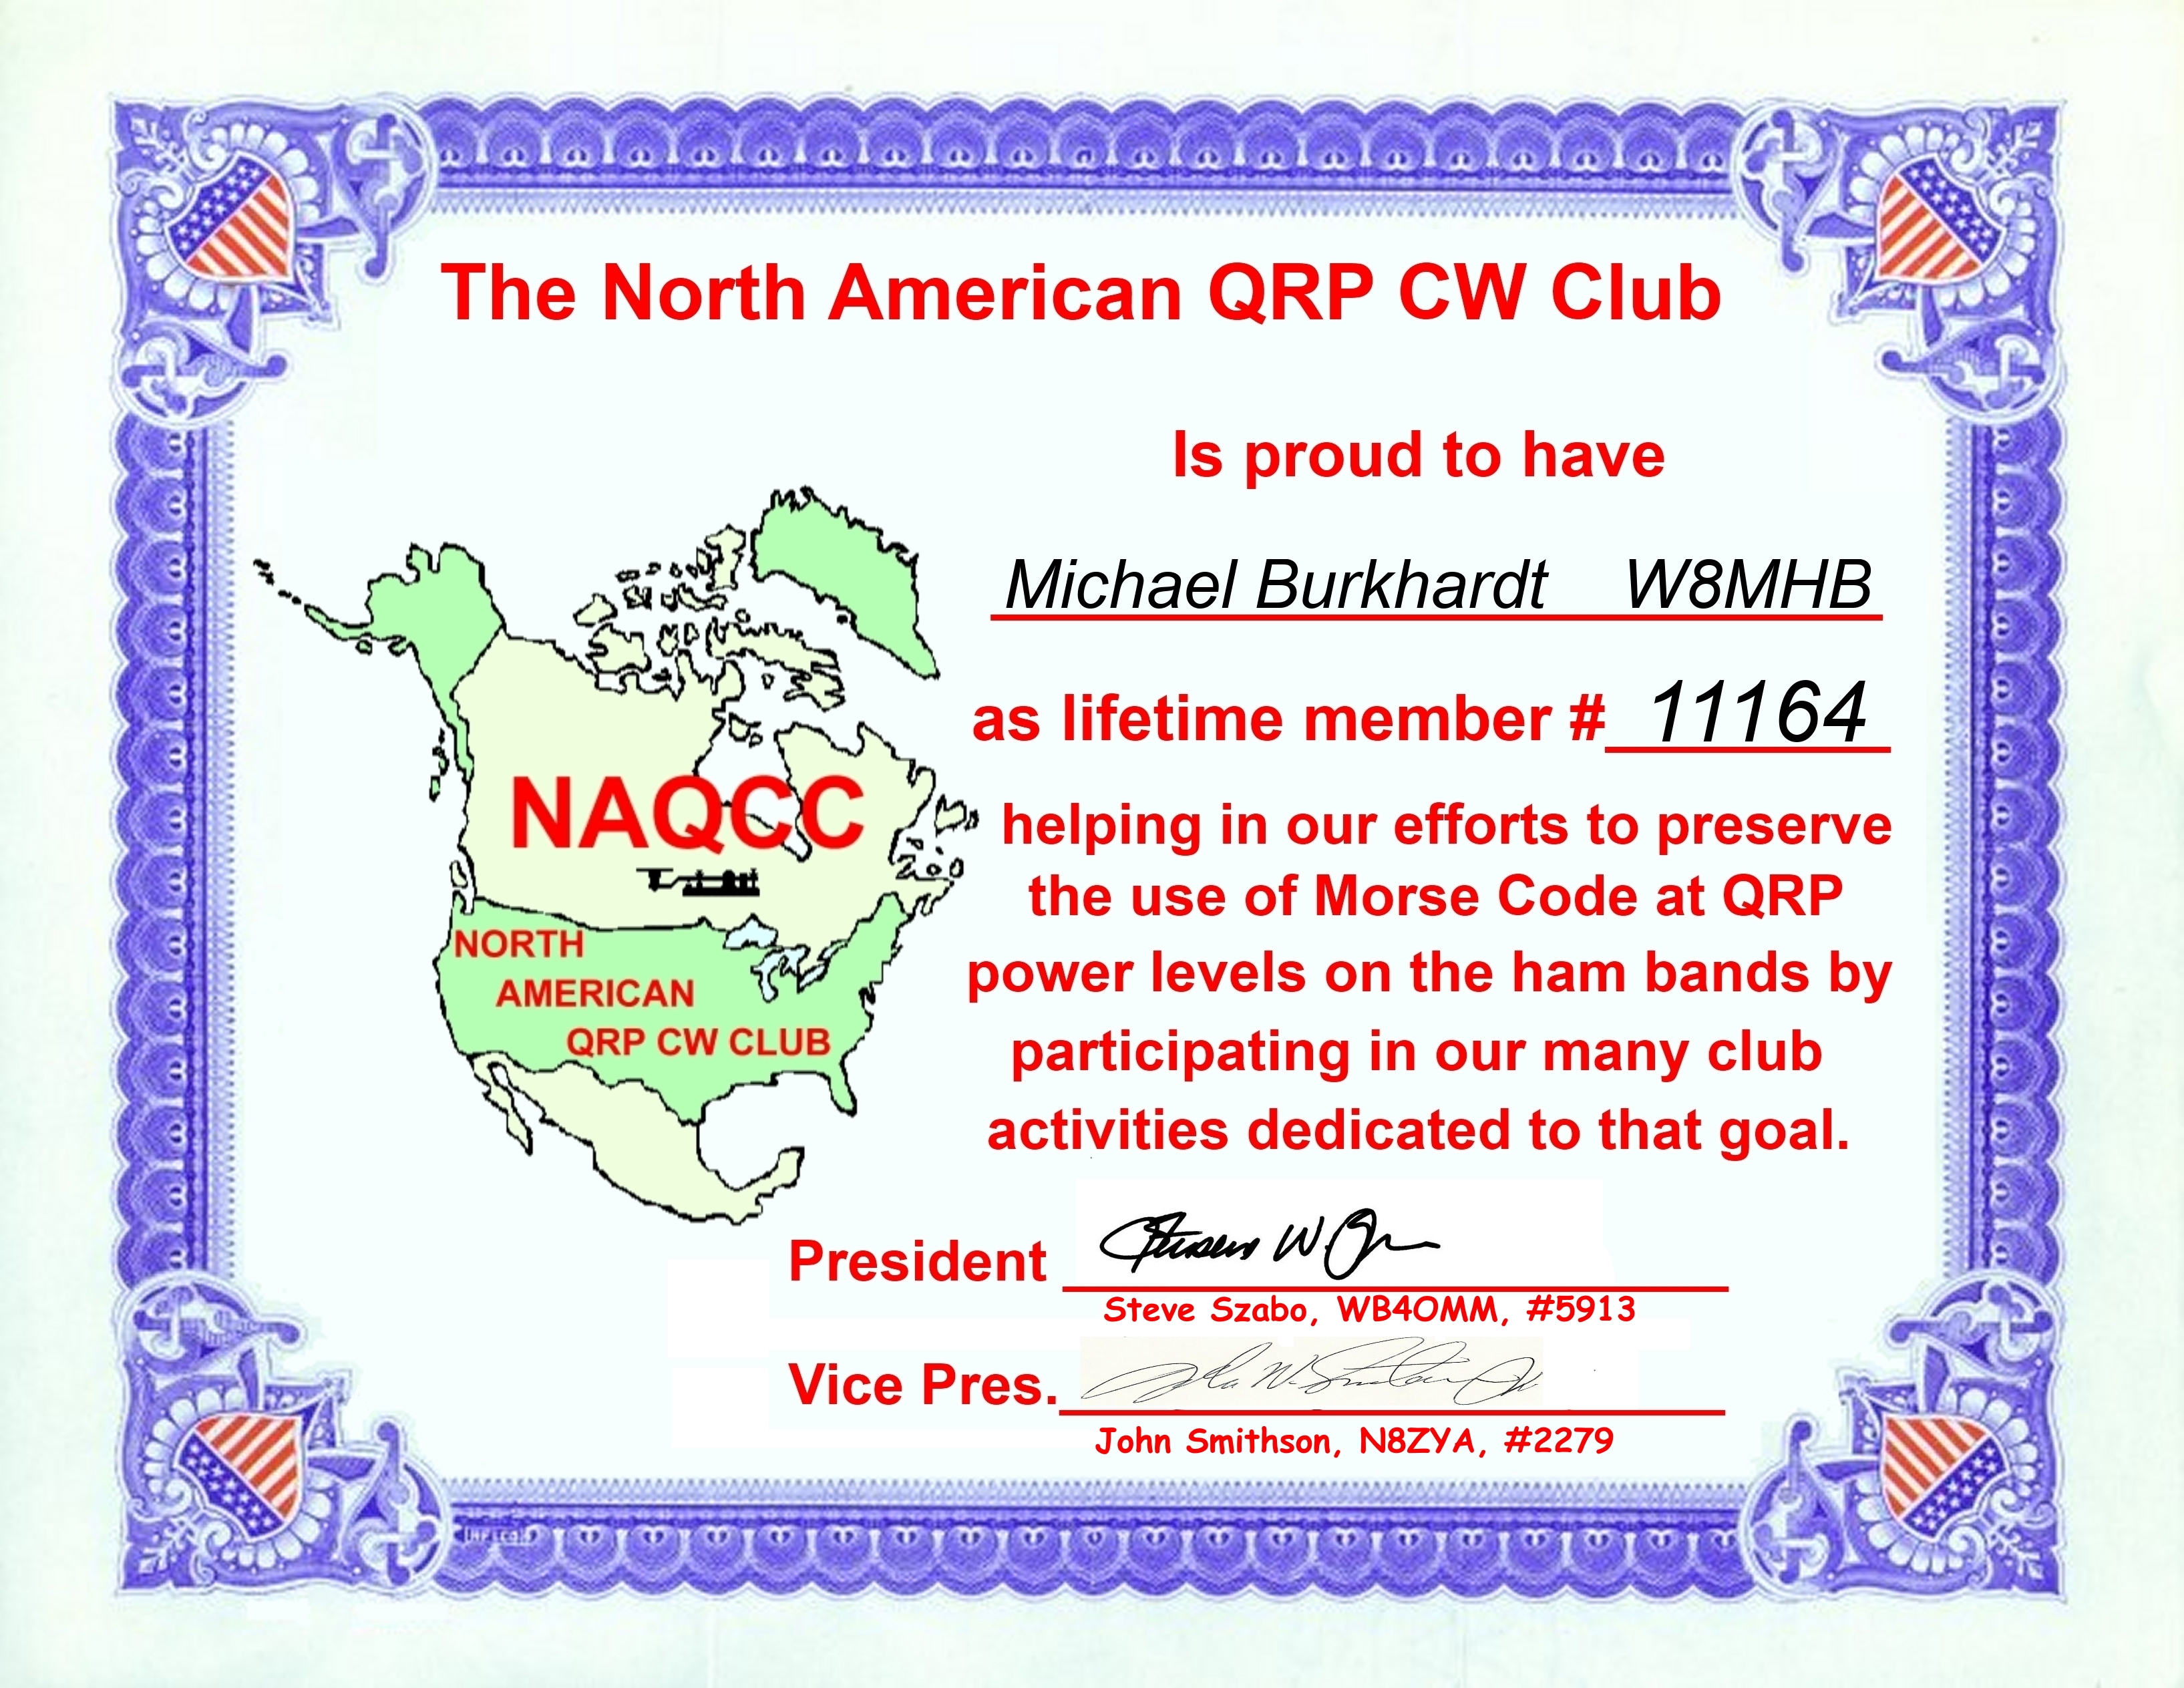 The North American QRP CW Club
Is proud to have
Michael Burkhardt W8MHB
as lifetime member # 11164
NAQCC
NORTH
AMERICAN
QRP CW CLUB
helping in our efforts to preserve
the use of Morse Code at QRP
power levels on the ham bands by
participating in our many club
activities dedicated to that goal.
President
Steve Szabo, WB4OMM, #5913
Vice Pres.
John Smithson, N8ZYA, #2279